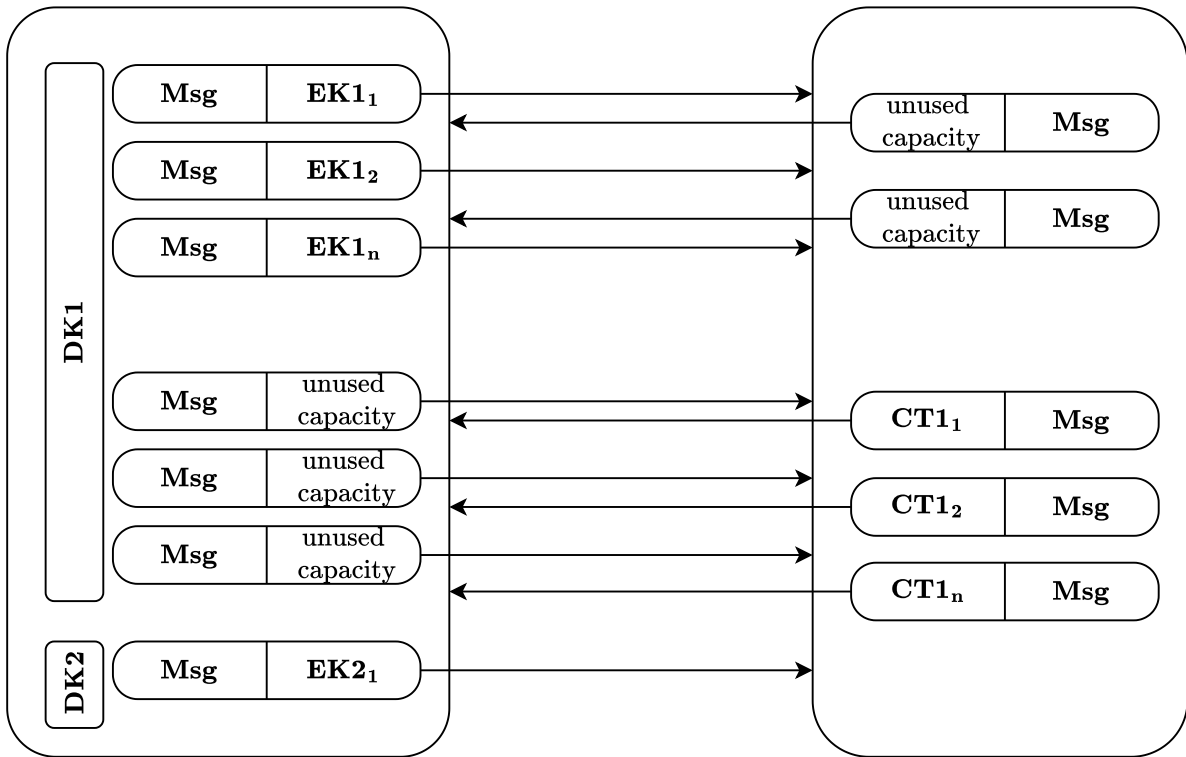 DK1
Msg EK1₁
unused
capacity Msg
Msg EK1₂
unused
capacity Msg
Msg EK1ₙ
Msg unused
capacity
CT1₁ Msg
Msg unused
capacity
CT1₂ Msg
Msg unused
capacity
CT1ₙ Msg
DK2
Msg EK2₁